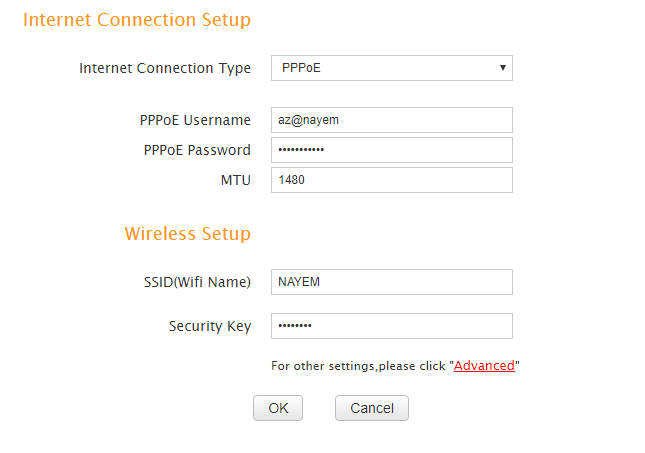 Internet Connection Setup
Internet Connection Type PPPoE
PPPoE Username az@nayem
PPPoE Password •••••••••••
MTU 1480
Wireless Setup
SSID(Wifi Name) NAYEM
Security Key ••••••••
For other settings,please click "Advanced"
OK Cancel